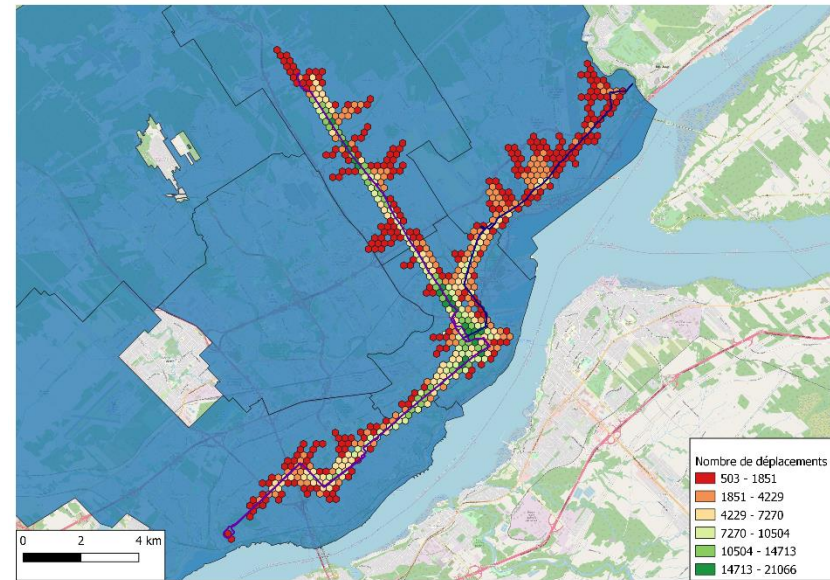 Nombre de déplacements
503 - 1851
1851 - 4229
4229 - 7270
7270 - 10504
10504 - 14713
14713 - 21066
0 2 4 km